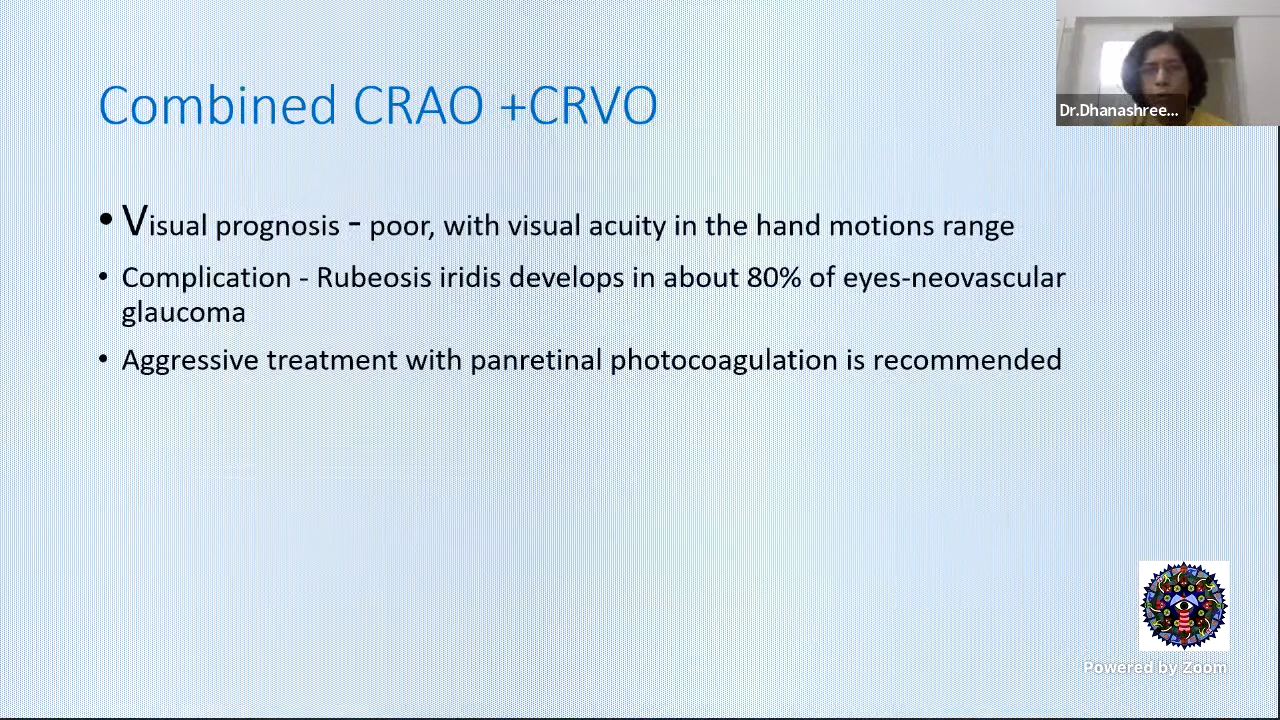 Combined CRAO +CRVO
Dr.Dhanashree...
• Visual prognosis - poor, with visual acuity in the hand motions range
• Complication - Rubeosis iridis develops in about 80% of eyes-neovascular
glaucoma
• Aggressive treatment with panretinal photocoagulation is recommended
Powered by Zoom